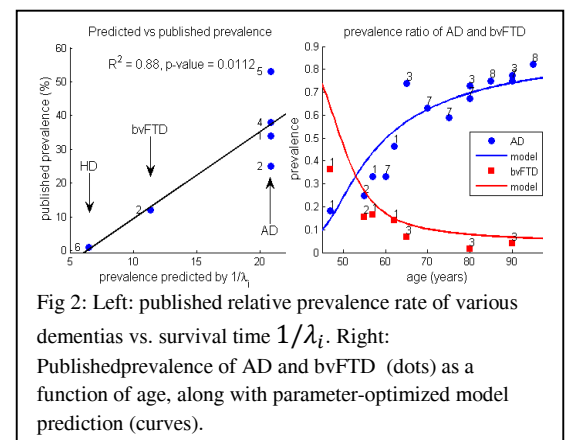 Predicted vs published prevalence
R² = 0.88, p-value = 0.0112
published prevalence (%)
60
50
40
30
20
10
0
5
4
1
2
2
6
HD
bvFTD
AD
5
10
15
20
prevalence predicted by 1/λᵢ
prevalence ratio of AD and bvFTD
prevalence
0.9
0.8
0.7
0.6
0.5
0.4
0.3
0.2
0.1
0
1
1
2
2
1
1
7
1
1
3
3
7
7
3
2
3
8
3
7
3
8
AD
model
bvFTD
model
50
60
70
80
90
age (years)
Fig 2: Left: published relative prevalence rate of various
dementias vs. survival time 1/λᵢ. Right:
Publishedprevalence of AD and bvFTD (dots) as a
function of age, along with parameter-optimized model
prediction (curves).